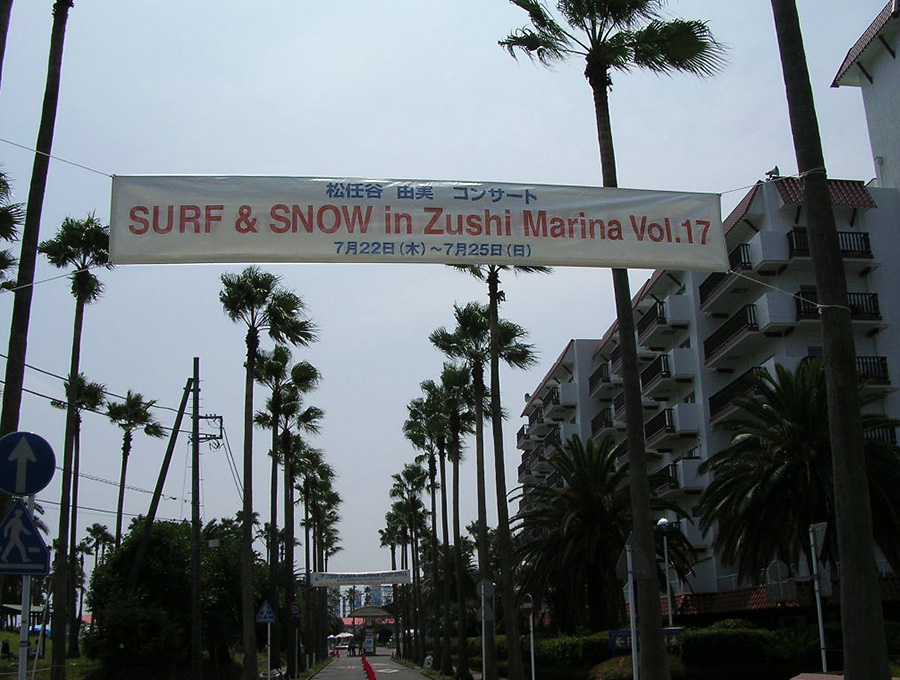 松任谷 由実 コンサート
SURF & SNOW in Zushi Marina Vol.17
7月22日(木)～7月25日(日)